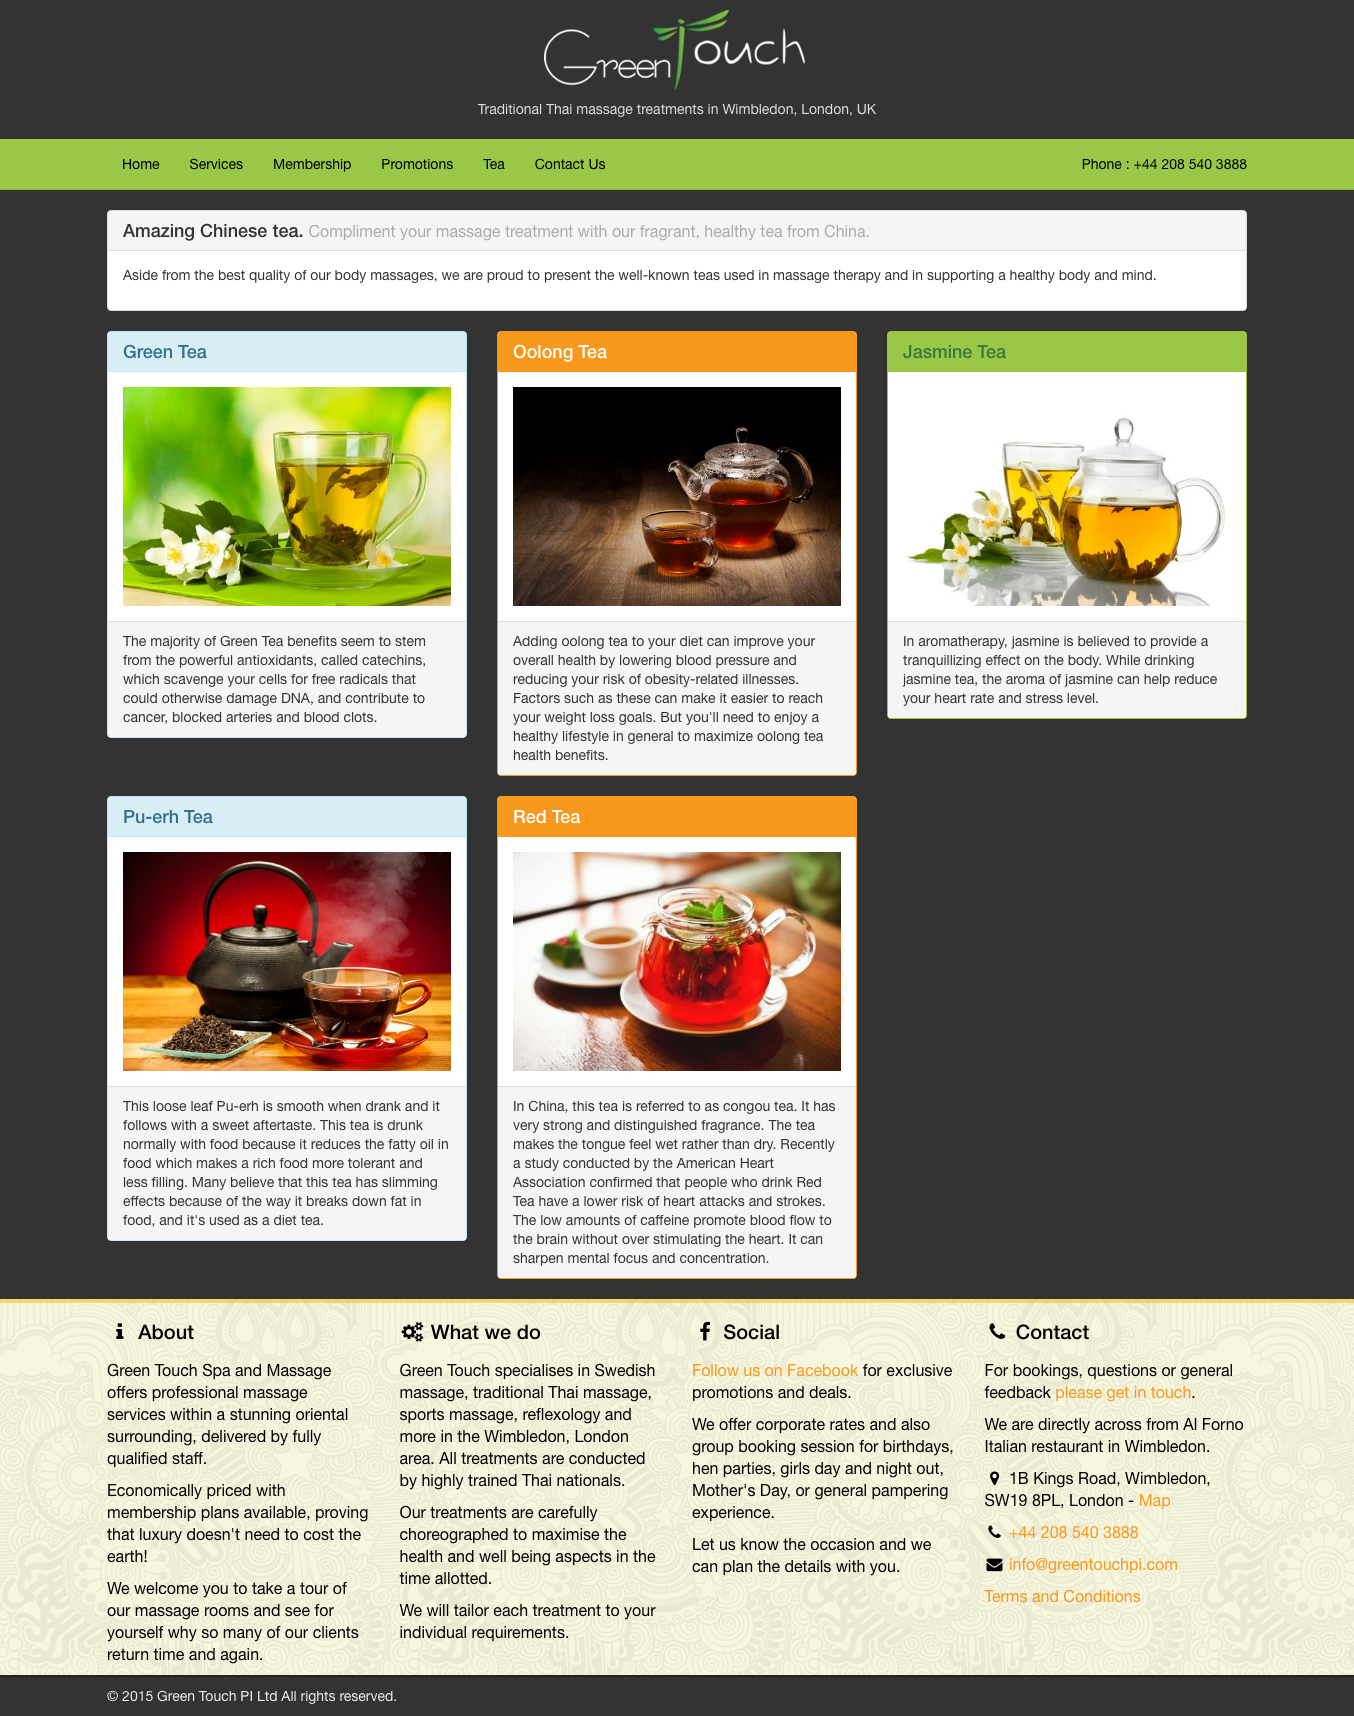 Green Touch
Traditional Thai massage treatments in Wimbledon, London, UK
Home Services Membership Promotions Tea Contact Us Phone : +44 208 540 3888
Amazing Chinese tea. Compliment your massage treatment with our fragrant, healthy tea from China.
Aside from the best quality of our body massages, we are proud to present the well-known teas used in massage therapy and in supporting a healthy body and mind.
Green Tea
The majority of Green Tea benefits seem to stem
from the powerful antioxidants, called catechins,
which scavenge your cells for free radicals that
could otherwise damage DNA, and contribute to
cancer, blocked arteries and blood clots.
Oolong Tea
Adding oolong tea to your diet can improve your
overall health by lowering blood pressure and
reducing your risk of obesity-related illnesses.
Factors such as these can make it easier to reach
your weight loss goals. But you'll need to enjoy a
healthy lifestyle in general to maximize oolong tea
health benefits.
Jasmine Tea
In aromatherapy, jasmine is believed to provide a
tranquillizing effect on the body. While drinking
jasmine tea, the aroma of jasmine can help reduce
your heart rate and stress level.
Pu-erh Tea
This loose leaf Pu-erh is smooth when drank and it
follows with a sweet aftertaste. This tea is drunk
normally with food because it reduces the fatty oil in
food which makes a rich food more tolerant and
less filling. Many believe that this tea has slimming
effects because of the way it breaks down fat in
food, and it's used as a diet tea.
Red Tea
In China, this tea is referred to as congou tea. It has
very strong and distinguished fragrance. The tea
makes the tongue feel wet rather than dry. Recently
a study conducted by the American Heart
Association confirmed that people who drink Red
Tea have a lower risk of heart attacks and strokes.
The low amounts of caffeine promote blood flow to
the brain without over stimulating the heart. It can
sharpen mental focus and concentration.
About
Green Touch Spa and Massage
offers professional massage
services within a stunning oriental
surrounding, delivered by fully
qualified staff.
Economically priced with
membership plans available, proving
that luxury doesn't need to cost the
earth!
We welcome you to take a tour of
our massage rooms and see for
yourself why so many of our clients
return time and again.
What we do
Green Touch specialises in Swedish
massage, traditional Thai massage,
sports massage, reflexology and
more in the Wimbledon, London
area. All treatments are conducted
by highly trained Thai nationals.
Our treatments are carefully
choreographed to maximise the
health and well being aspects in the
time allotted.
We will tailor each treatment to your
individual requirements.
Social
Follow us on Facebook for exclusive
promotions and deals.
We offer corporate rates and also
group booking session for birthdays,
hen parties, girls day and night out,
Mother's Day, or general pampering
experience.
Let us know the occasion and we
can plan the details with you.
Contact
For bookings, questions or general
feedback please get in touch.
We are directly across from Al Forno
Italian restaurant in Wimbledon.
1B Kings Road, Wimbledon,
SW19 8PL, London - Map
+44 208 540 3888
info@greentouchpi.com
Terms and Conditions
© 2015 Green Touch PI Ltd All rights reserved.